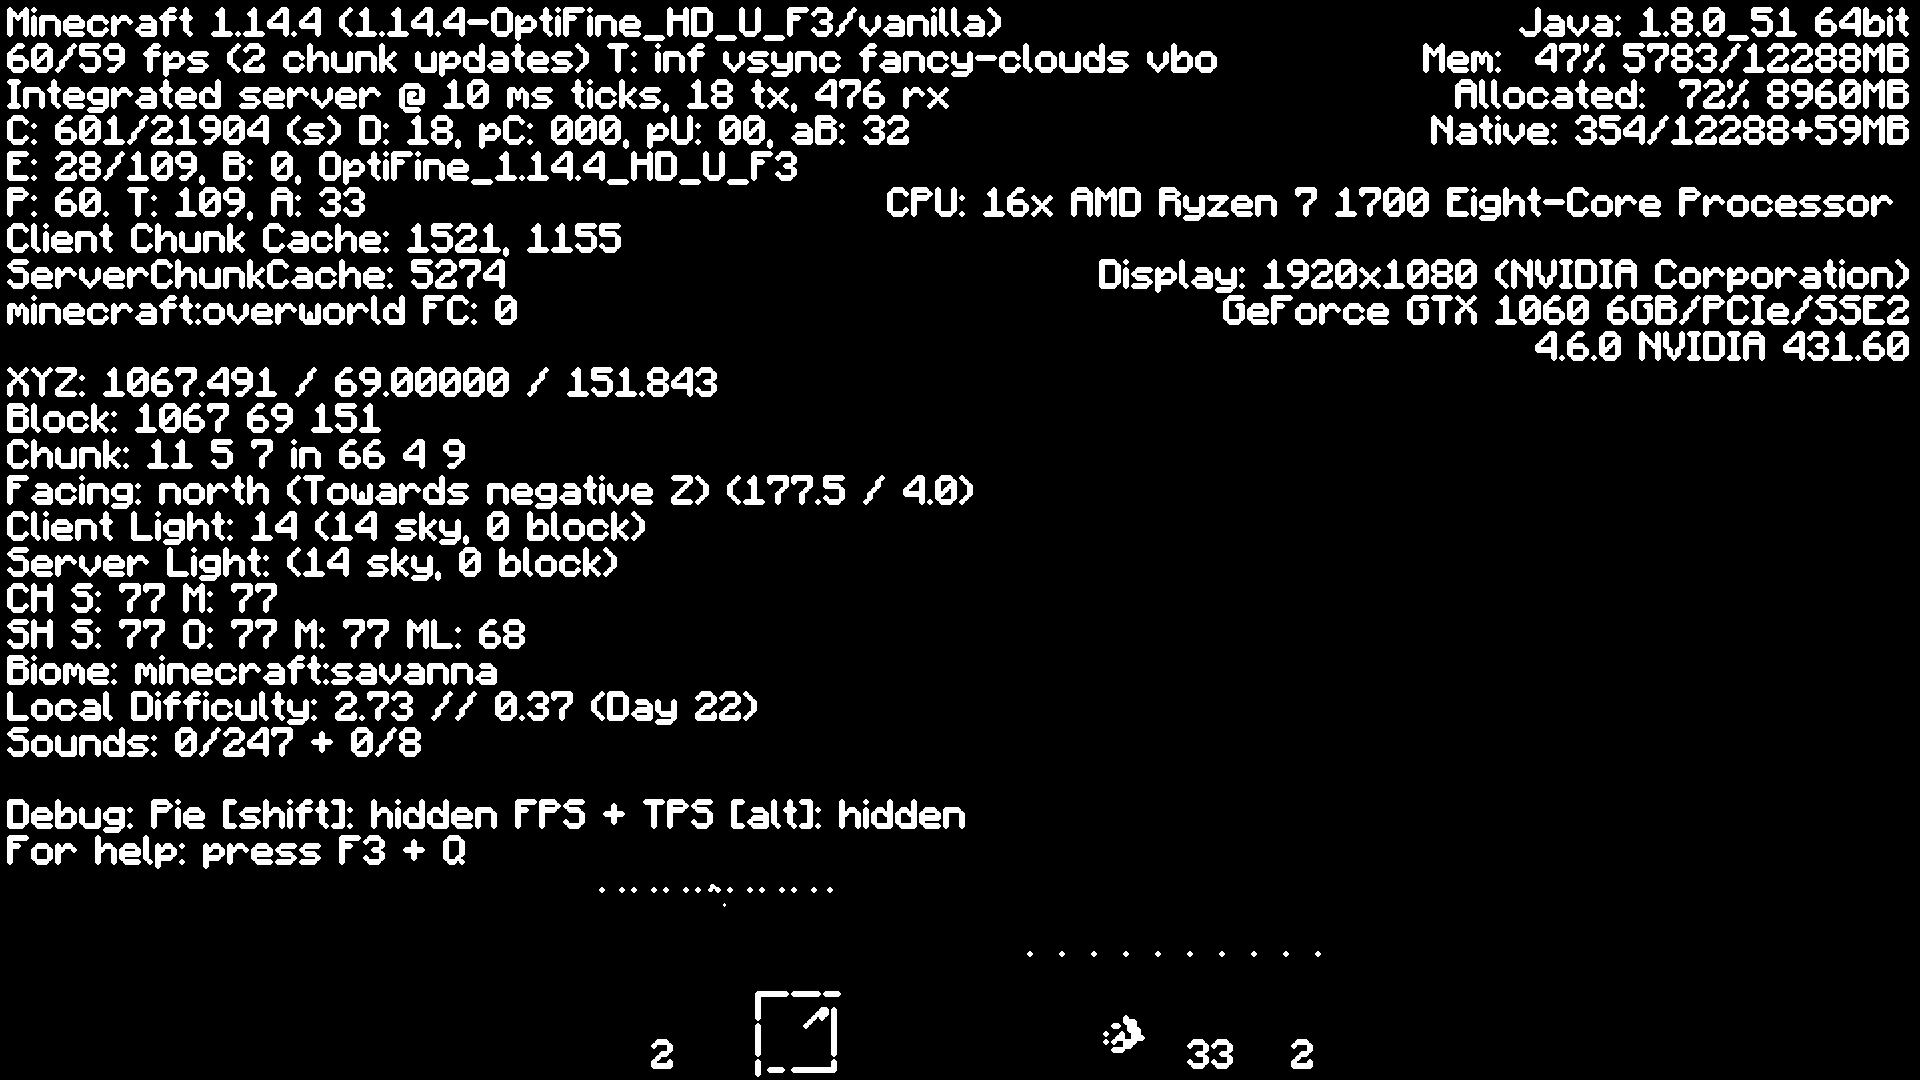 Minecraft 1.14.4 (1.14.4-OptiFine_HD_U_F3/vanilla)
60/59 fps (2 chunk updates) T: inf vsync fancy-clouds vbo
Integrated server @ 10 ms ticks, 18 tx, 476 rx
C: 601/21904 (s) D: 18, pC: 000, pU: 00, aB: 32
E: 28/109, B: 0, OptiFine_1.14.4_HD_U_F3
P: 60. T: 109, A: 33
Client Chunk Cache: 1521, 1155
ServerChunkCache: 5274
minecraft:overworld FC: 0
XYZ: 1067.491 / 69.00000 / 151.843
Block: 1067 69 151
Chunk: 11 5 7 in 66 4 9
Facing: north (Towards negative Z) (177.5 / 4.0)
Client Light: 14 (14 sky, 0 block)
Server Light: (14 sky, 0 block)
CH S: 77 M: 77
SH S: 77 O: 77 M: 77 ML: 68
Biome: minecraft:savanna
Local Difficulty: 2.73 // 0.37 (Day 22)
Sounds: 0/247 + 0/8
Debug: Pie [shift]: hidden FPS + TPS [alt]: hidden
For help: press F3 + Q
Java: 1.8.0_51 64bit
Mem: 47% 5783/12288MB
Allocated: 72% 8960MB
Native: 354/12288+59MB
CPU: 16x AMD Ryzen 7 1700 Eight-Core Processor
Display: 1920x1080 (NVIDIA Corporation)
GeForce GTX 1060 6GB/PCIe/SSE2
4.6.0 NVIDIA 431.60
2 33 2